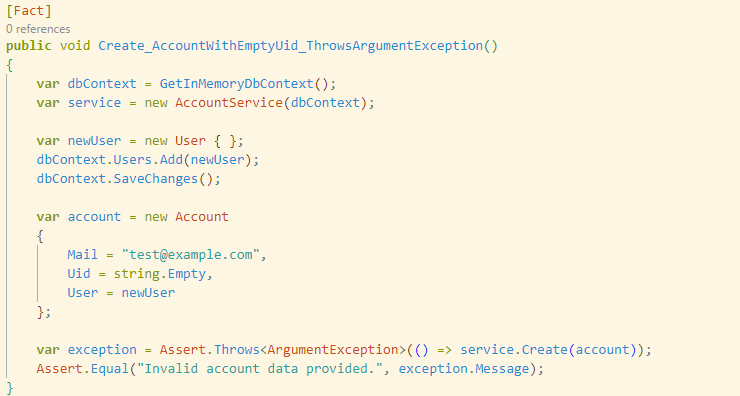 [Fact]
0 references
public void Create_AccountWithEmptyUid_ThrowsArgumentException()
{
    var dbContext = GetInMemoryDbContext();
    var service = new AccountService(dbContext);

    var newUser = new User { };
    dbContext.Users.Add(newUser);
    dbContext.SaveChanges();

    var account = new Account
    {
        Mail = "test@example.com",
        Uid = string.Empty,
        User = newUser
    };

    var exception = Assert.Throws<ArgumentException>(() => service.Create(account));
    Assert.Equal("Invalid account data provided.", exception.Message);
}